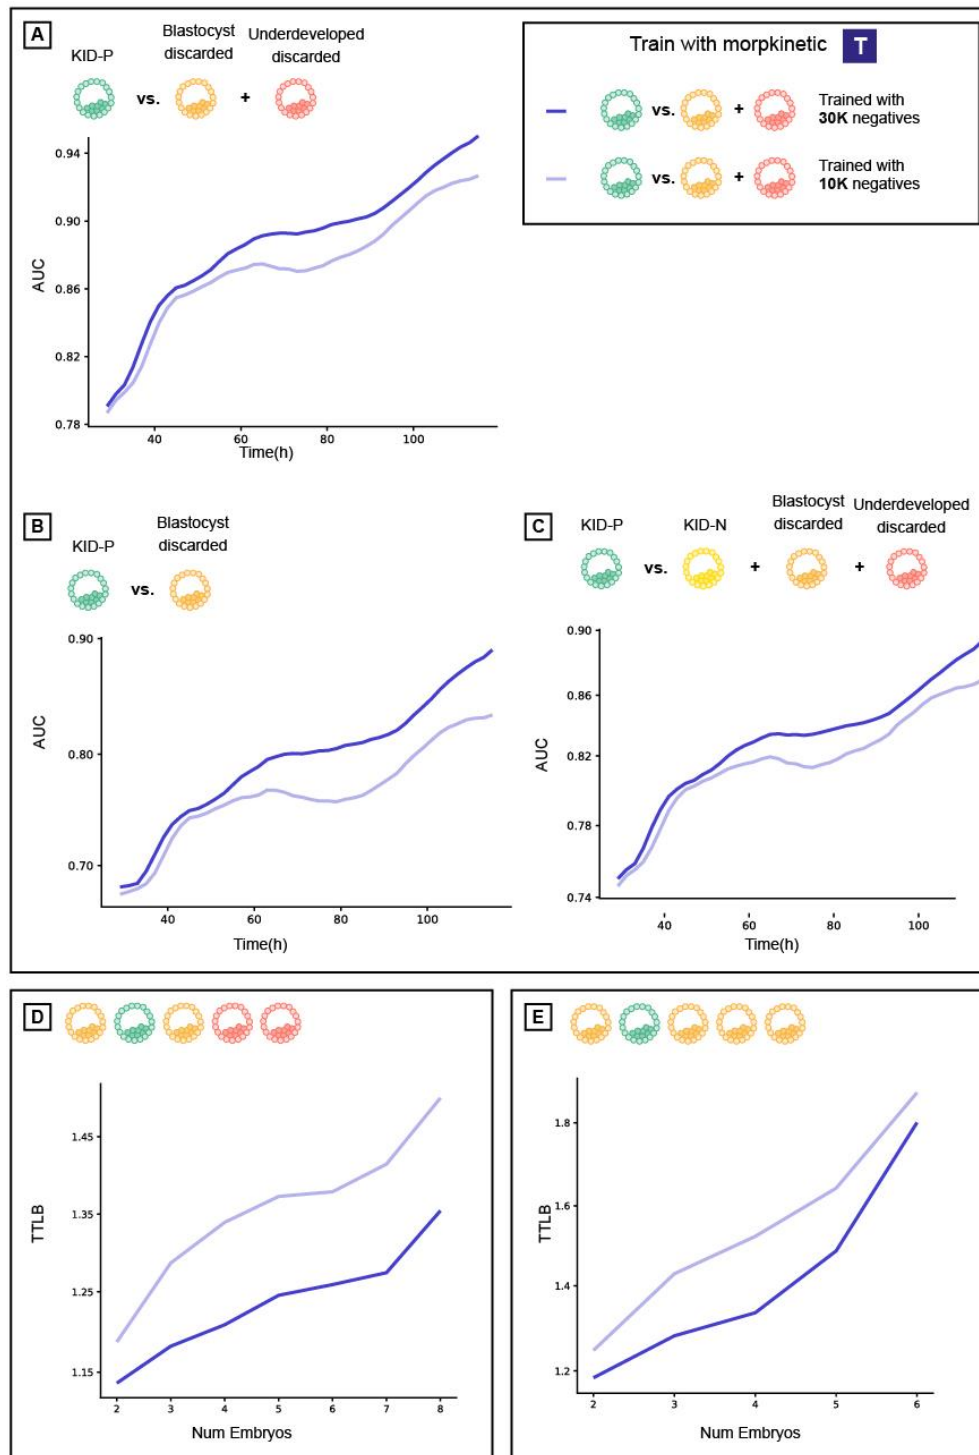 A
KID-P
vs.
Blastocyst
discarded
+
Underdeveloped
discarded
AUC
0.94
0.90
0.86
0.82
0.78
40 60 80 100
Time(h)
Train with morpkinetic T
vs. + Trained with
30K negatives
vs. + Trained with
10K negatives
B
KID-P
vs.
Blastocyst
discarded
AUC
0.90
0.80
0.70
40 60 80 100
Time(h)
C
KID-P
vs.
KID-N
+
Blastocyst
discarded
+
Underdeveloped
discarded
AUC
0.90
0.86
0.82
0.78
0.74
40 60 80 100
Time(h)
D
TTLB
1.45
1.35
1.25
1.15
2 3 4 5 6 7 8
Num Embryos
E
TTLB
1.8
1.6
1.4
1.2
2 3 4 5 6
Num Embryos